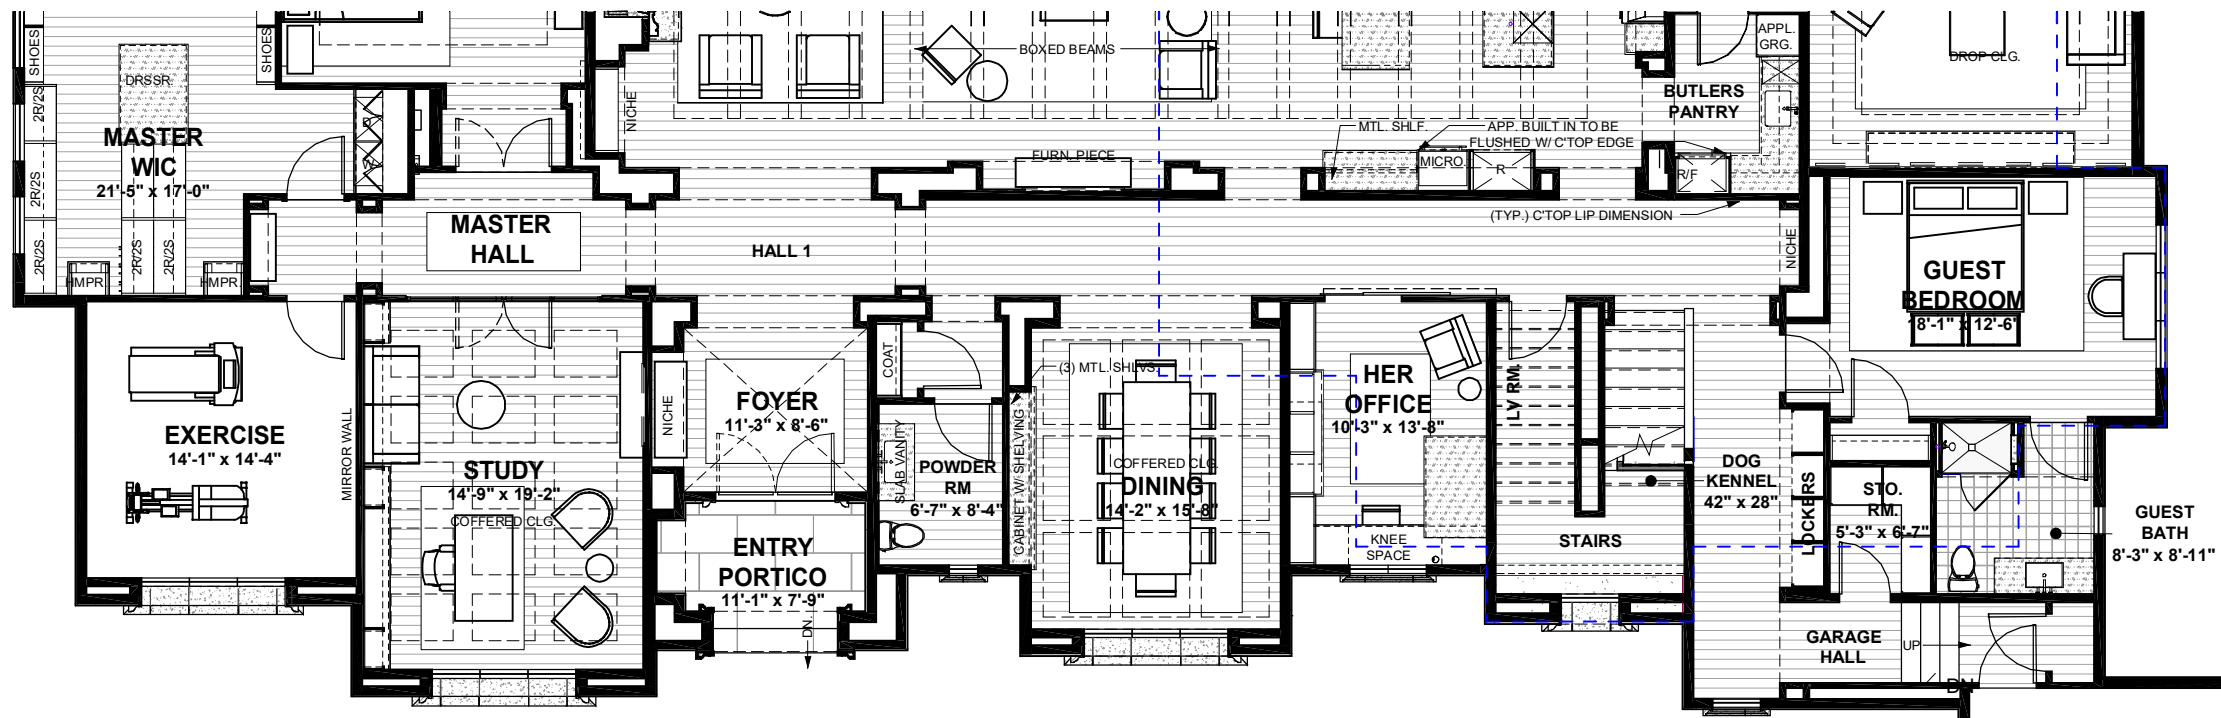 SHOES
SHOES
DRSSR.
2R/2S
2R/2S
2R/2S
2R/2S
2R/2S
MASTER
WIC
21'-5" x 17'-0"
HMPR.
HMPR.
D
W
MASTER
HALL
HALL 1
NICHE
BOXED BEAMS
FURN. PIECE
MTL. SHLF.
APP. BUILT IN TO BE
FLUSHED W/ C'TOP EDGE
MICRO.
R
R/F
BUTLERS
PANTRY
APPL.
GRG.
DROP CLG.
(TYP.) C'TOP LIP DIMENSION
NICHE
GUEST
BEDROOM
18'-1" x 12'-6"
EXERCISE
14'-1" x 14'-4"
MIRROR WALL
STUDY
14'-9" x 19'-2"
COFFERED CLG.
NICHE
FOYER
11'-3" x 8'-6"
ENTRY
PORTICO
11'-1" x 7'-9"
DN.
COAT
SLAB VANITY
POWDER
RM
6'-7" x 8'-4"
(3) MTL. SHLVS.
CABINET W/ SHELVING
COFFERED CLG.
DINING
14'-2" x 15'-8"
HER
OFFICE
10'-3" x 13'-8"
KNEE
SPACE
LV RM.
STAIRS
DOG
KENNEL
42" x 28"
LOCKERS
STO.
RM.
5'-3" x 6'-7"
GUEST
BATH
8'-3" x 8'-11"
GARAGE
HALL
UP
DN